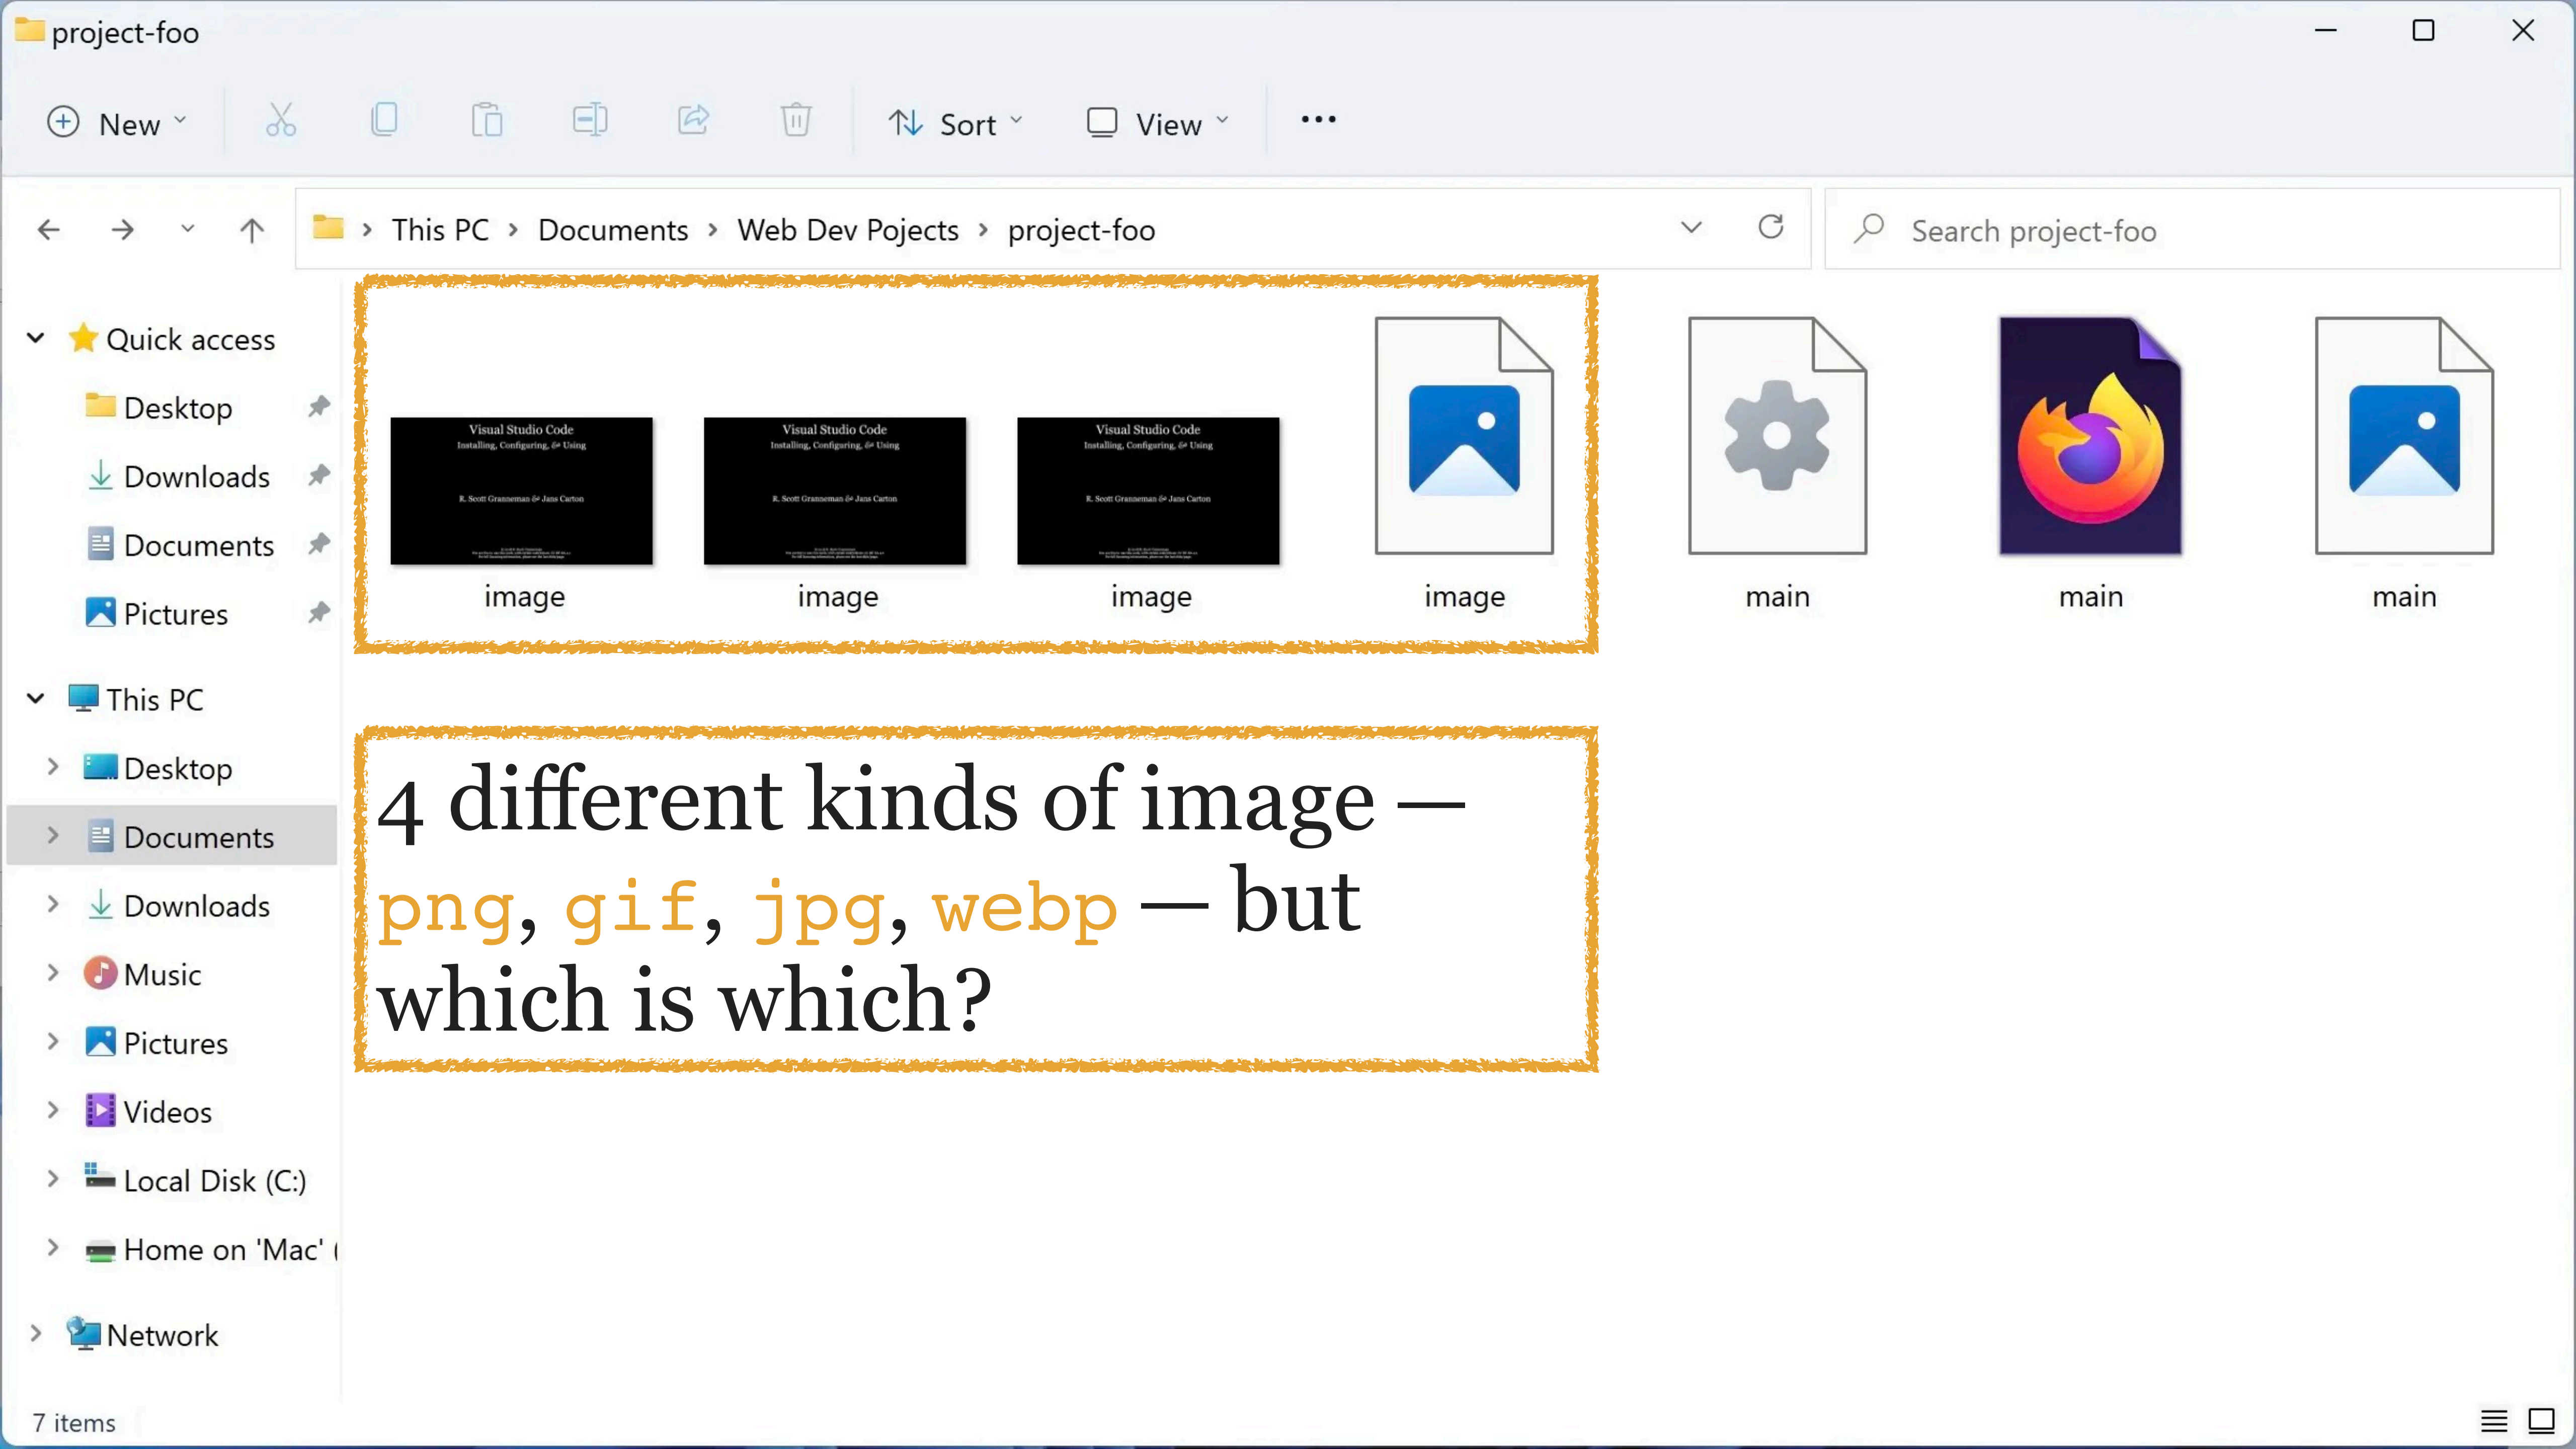 project-foo
New
Sort
View
This PC > Documents > Web Dev Pojects > project-foo
Search project-foo
Quick access
Desktop
Downloads
Documents
Pictures
This PC
Desktop
Documents
Downloads
Music
Pictures
Videos
Local Disk (C:)
Home on 'Mac' (
Network
Visual Studio Code
Installing, Configuring, & Using
R. Scott Granneman & Jans Carton
image
Visual Studio Code
Installing, Configuring, & Using
R. Scott Granneman & Jans Carton
image
Visual Studio Code
Installing, Configuring, & Using
R. Scott Granneman & Jans Carton
image
image
main
main
main
4 different kinds of image —
png, gif, jpg, webp — but
which is which?
7 items